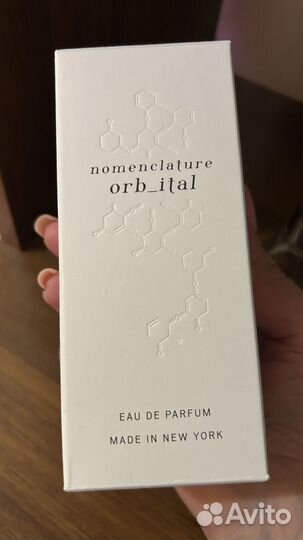 nomenclature
orb_ital
EAU DE PARFUM
MADE IN NEW YORK
Avito